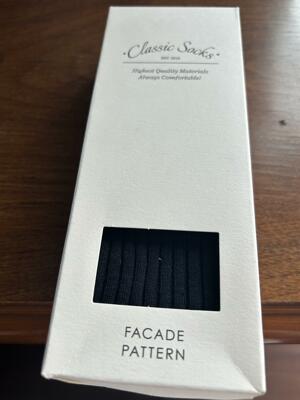 Classic Socks
Highest Quality Materials
Always Comfortable!
FACADE
PATTERN